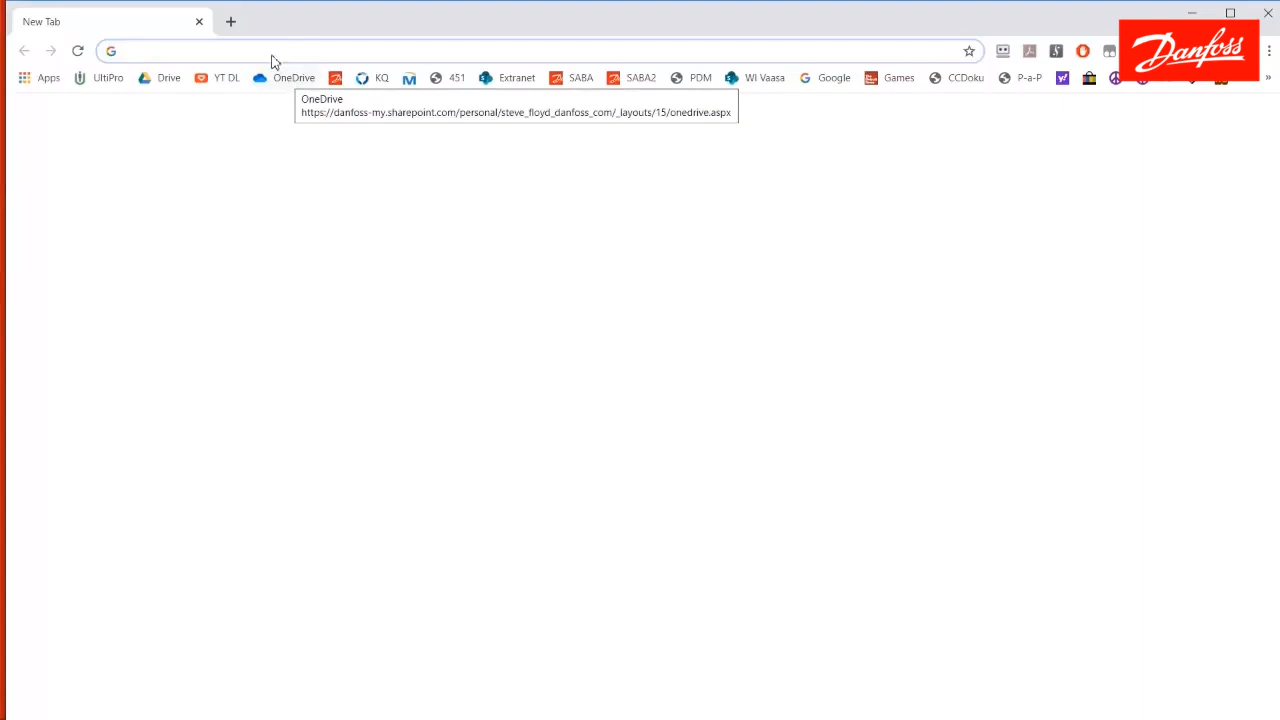 New Tab
Danfoss
Apps UltiPro Drive YT DL OneDrive KQ 451 Extranet SABA SABA2 PDM WI Vaasa Google Games CCDoku P-a-P »
OneDrive
https://danfoss-my.sharepoint.com/personal/steve_floyd_danfoss_com/_layouts/15/onedrive.aspx